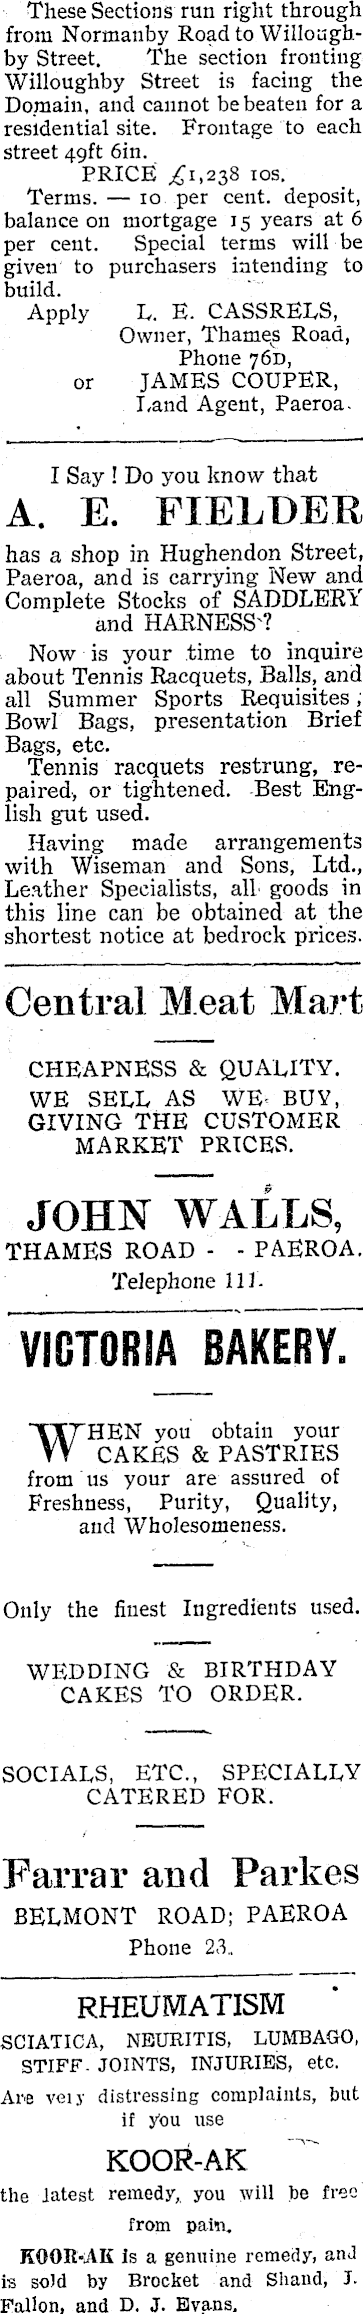 These Sections run right through
from Normanby Road to Willough-
by Street. The section fronting
Willoughby Street is facing the
Domain, and cannot be beaten for a
residential site. Frontage to each
street 49ft 6in.
PRICE £1,238 10s.
Terms. — 10 per cent. deposit,
balance on mortgage 15 years at 6
per cent. Special terms will be
given to purchasers intending to
build.
Apply L. E. CASSRELS,
Owner, Thames Road,
Phone 76D,
or JAMES COUPER,
Land Agent, Paeroa.
I Say! Do you know that
A. E. FIELDER
has a shop in Hughendon Street,
Paeroa, and is carrying New and
Complete Stocks of SADDLERY
and HARNESS?
Now is your time to inquire
about Tennis Racquets, Balls, and
all Summer Sports Requisites;
Bowl Bags, presentation Brief
Bags, etc.
Tennis racquets restrung, re-
paired, or tightened. Best Eng-
lish gut used.
Having made arrangements
with Wiseman and Sons, Ltd.,
Leather Specialists, all goods in
this line can be obtained at the
shortest notice at bedrock prices.
Central Meat Mart
CHEAPNESS & QUALITY.
WE SELL AS WE BUY,
GIVING THE CUSTOMER
MARKET PRICES.
JOHN WALLS,
THAMES ROAD - - PAEROA.
Telephone 111.
VICTORIA BAKERY.
WHEN you obtain your
CAKES & PASTRIES
from us your are assured of
Freshness, Purity, Quality,
and Wholesomeness.
Only the finest Ingredients used.
WEDDING & BIRTHDAY
CAKES TO ORDER.
SOCIALS, ETC., SPECIALLY
CATERED FOR.
Farrar and Parkes
BELMONT ROAD; PAEROA
Phone 23.
RHEUMATISM
SCIATICA, NEURITIS, LUMBAGO,
STIFF JOINTS, INJURIES, etc.
Are very distressing complaints, but
if you use
KOOR-AK
the latest remedy, you will be free
from pain.
KOOR-AK is a genuine remedy, and
is sold by Brocket and Shand, J.
Fallon, and D. J. Evans.